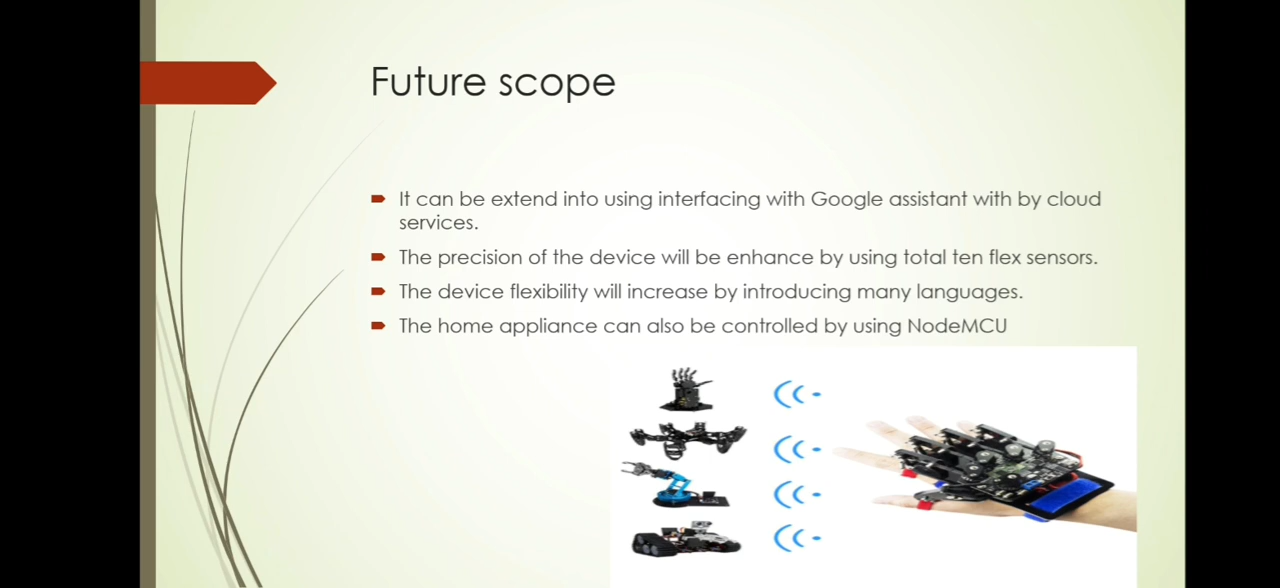 Future scope
It can be extend into using interfacing with Google assistant with by cloud
services.
The precision of the device will be enhance by using total ten flex sensors.
The device flexibility will increase by introducing many languages.
The home appliance can also be controlled by using NodeMCU